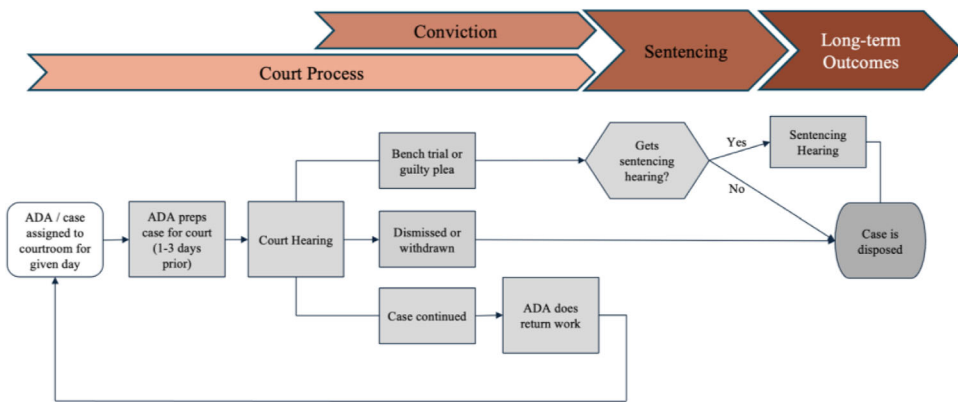 Conviction
Court Process
Sentencing
Long-term
Outcomes
Bench trial or
guilty plea
Gets
sentencing
hearing?
Yes
No
Sentencing
Hearing
ADA / case
assigned to
courtroom for
given day
ADA preps
case for court
(1-3 days
prior)
Court Hearing
Dismissed or
withdrawn
Case is
disposed
Case continued
ADA does
return work